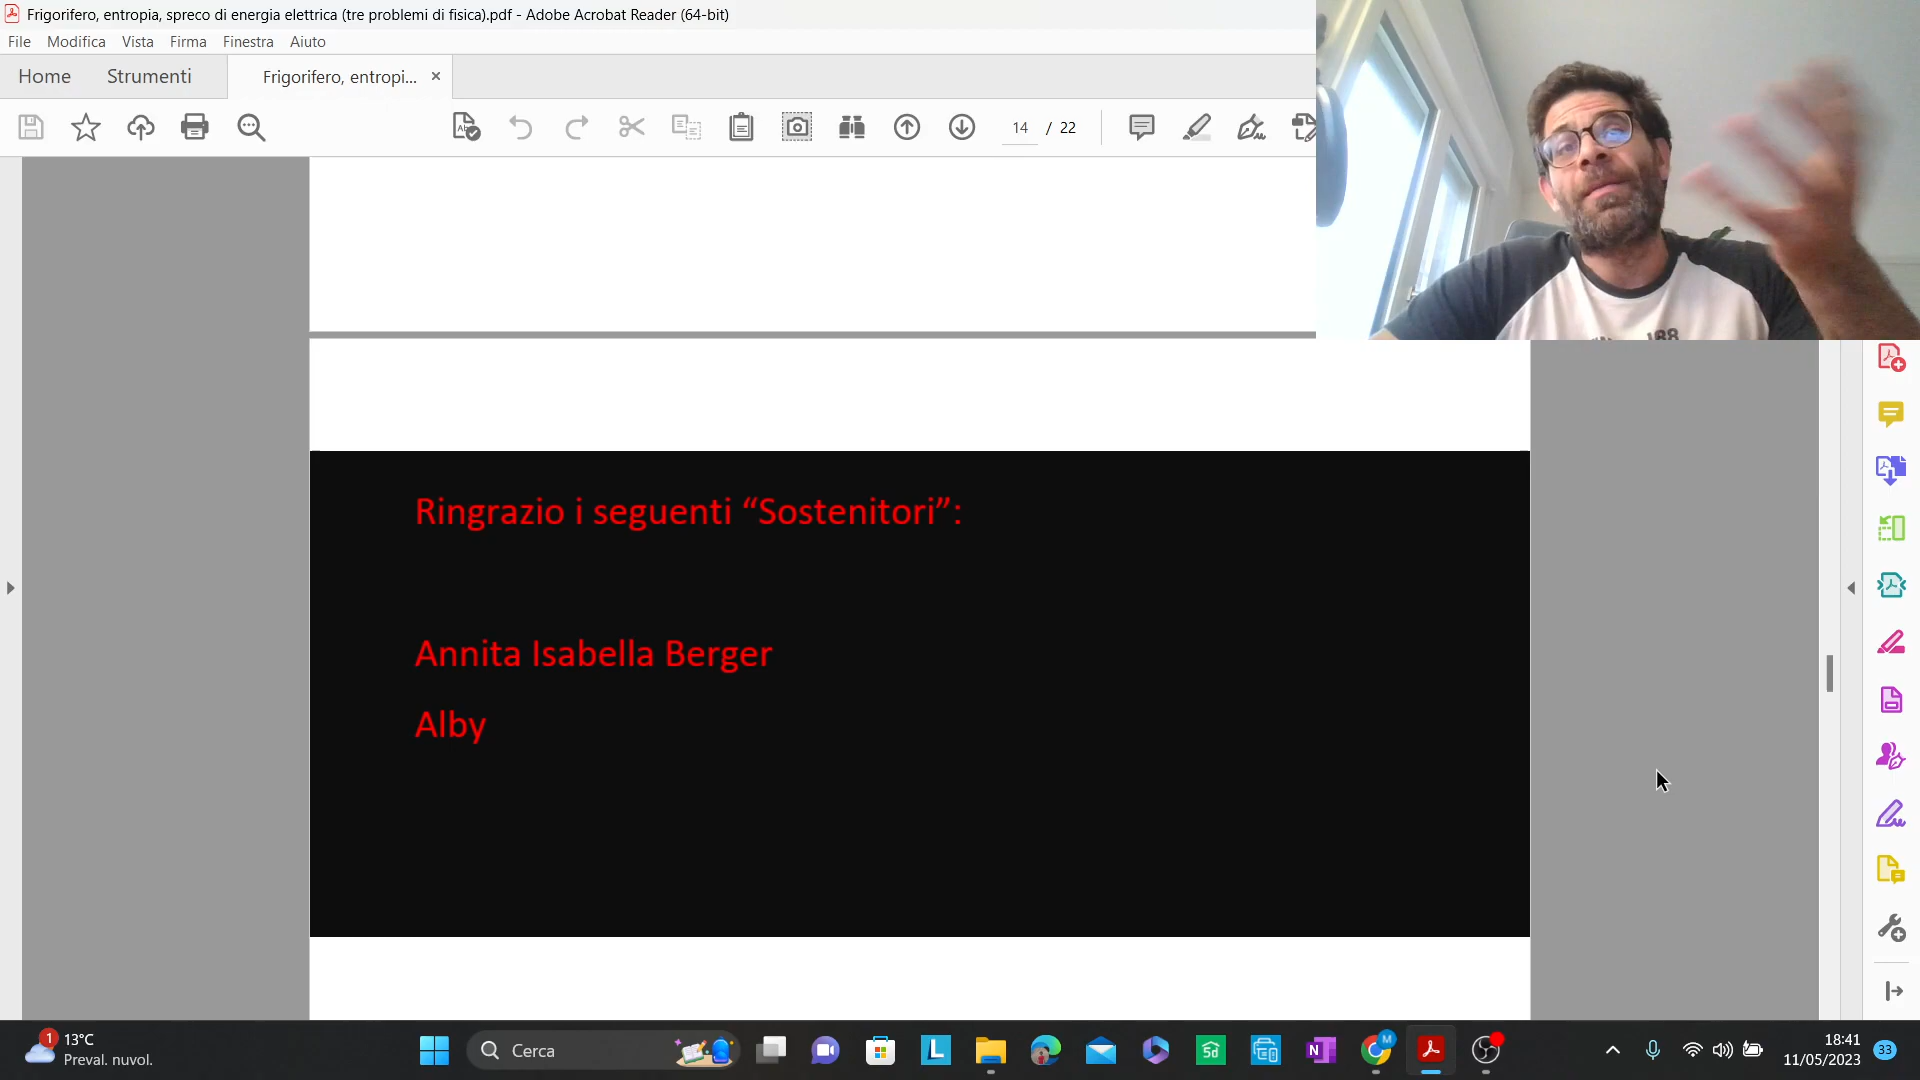 Frigorifero, entropia, spreco di energia elettrica (tre problemi di fisica).pdf - Adobe Acrobat Reader (64-bit)
File Modifica Vista Firma Finestra Aiuto
Home Strumenti Frigorifero, entropi... ×
14 / 22
Ringrazio i seguenti “Sostenitori”:
Annita Isabella Berger
Alby
1 13°C
Preval. nuvol.
Cerca
18:41
11/05/2023 33